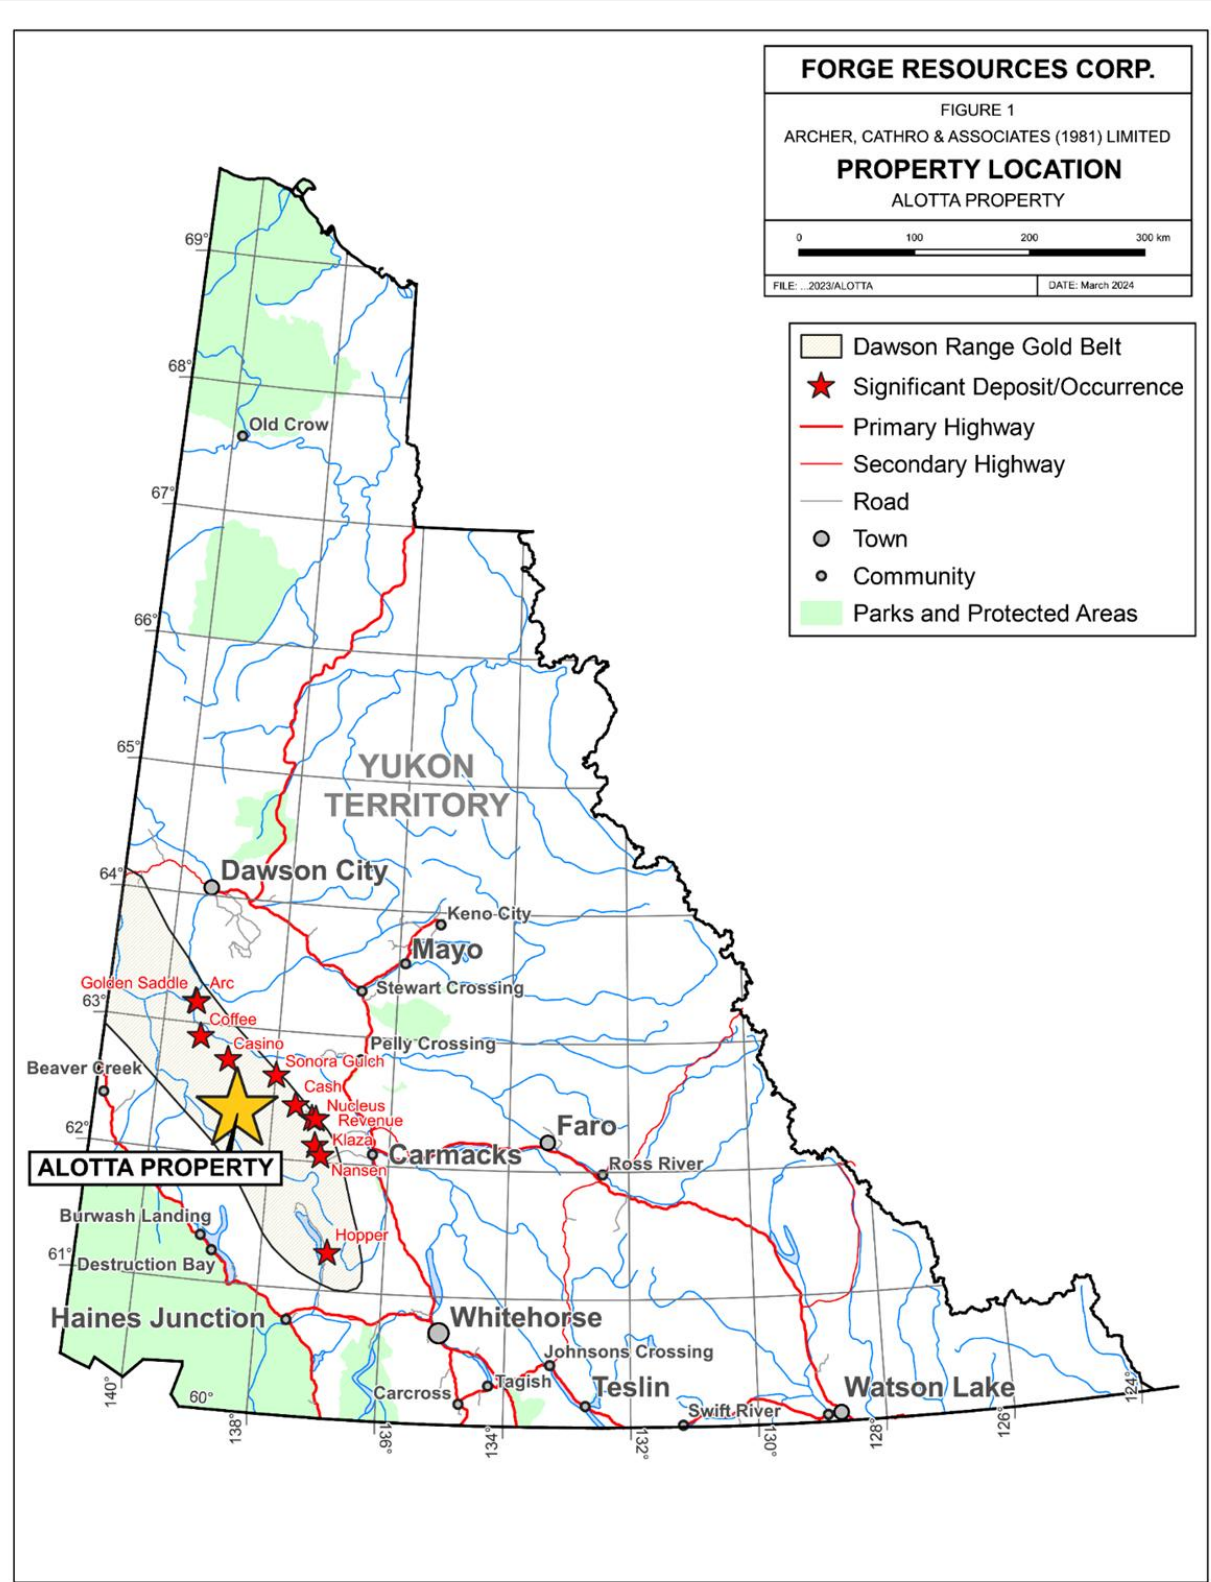 FORGE RESOURCES CORP.
FIGURE 1
ARCHER, CATHRO & ASSOCIATES (1981) LIMITED
PROPERTY LOCATION
ALOTTA PROPERTY
0 100 200 300 km
FILE: ...2023/ALOTTA
DATE: March 2024
Dawson Range Gold Belt
Significant Deposit/Occurrence
Primary Highway
Secondary Highway
Road
Town
Community
Parks and Protected Areas
69°
68°
Old Crow
67°
66°
65°
YUKON
TERRITORY
64°
Dawson City
Keno City
Mayo
Golden Saddle
Arc
Stewart Crossing
63°
Coffee
Casino
Pelly Crossing
Beaver Creek
Sonora Gulch
Cash
Nucleus
Revenue
62°
Klaza
Faro
Carmacks
Nansen
Ross River
ALOTTA PROPERTY
Burwash Landing
Hopper
61°
Destruction Bay
Haines Junction
Whitehorse
Johnsons Crossing
Tagish
Carcross
Teslin
Watson Lake
Swift River
60°
140°
138°
136°
134°
132°
130°
128°
126°
124°